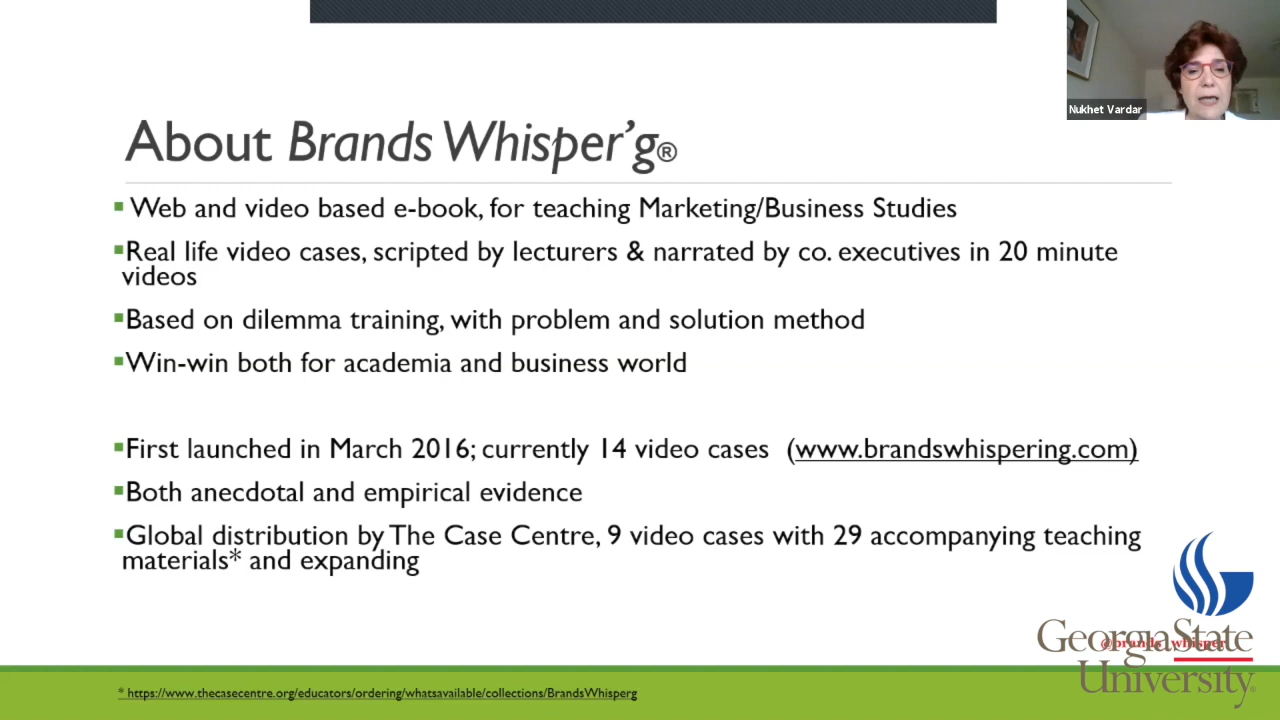 Nukhet Vardar
About Brands Whisper’g®
▪ Web and video based e-book, for teaching Marketing/Business Studies
▪Real life video cases, scripted by lecturers & narrated by co. executives in 20 minute
videos
▪Based on dilemma training, with problem and solution method
▪Win-win both for academia and business world
▪First launched in March 2016; currently 14 video cases (www.brandswhispering.com)
▪Both anecdotal and empirical evidence
▪Global distribution by The Case Centre, 9 video cases with 29 accompanying teaching
materials* and expanding
GeorgiaState
University.
@brands_whisper
* https://www.thecasecentre.org/educators/ordering/whatsavailable/collections/BrandsWhisperg